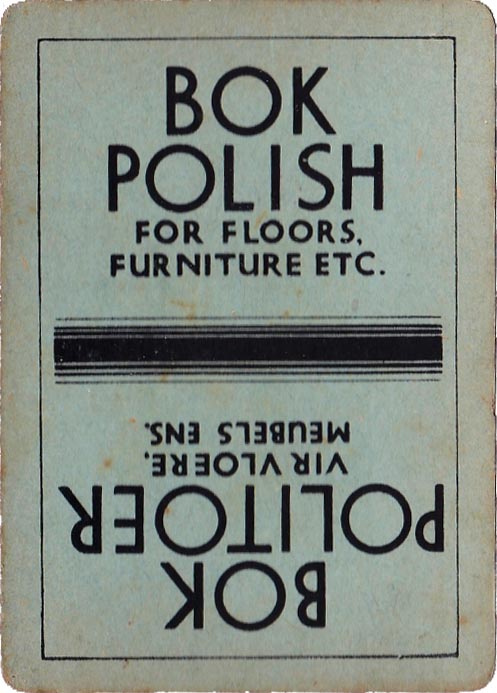 BOK
POLISH
FOR FLOORS,
FURNITURE ETC.
BOK
POLITOER
VIR VLOERE,
MEUBELS ENS.